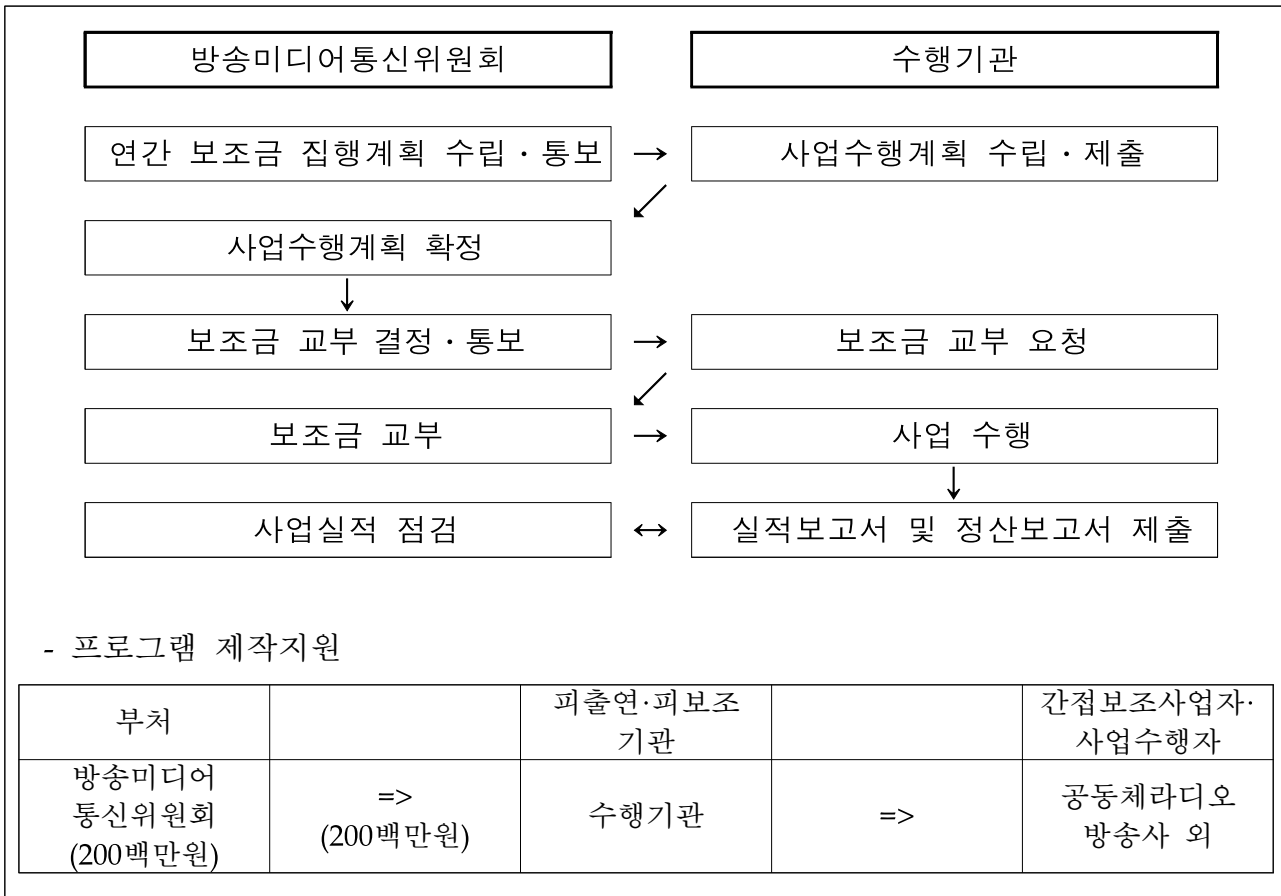 방송미디어통신위원회 수행기관
연간 보조금 집행계획 수립·통보 → 사업수행계획 수립·제출
↙
사업수행계획 확정
↓
보조금 교부 결정·통보 → 보조금 교부 요청
↙
보조금 교부 → 사업 수행
↓
사업실적 점검 ↔ 실적보고서 및 정산보고서 제출
- 프로그램 제작지원
부처 피출연·피보조 기관 간접보조사업자· 사업수행자
방송미디어
통신위원회
(200백만원)
=>
(200백만원)
수행기관
=>
공동체라디오
방송사 외